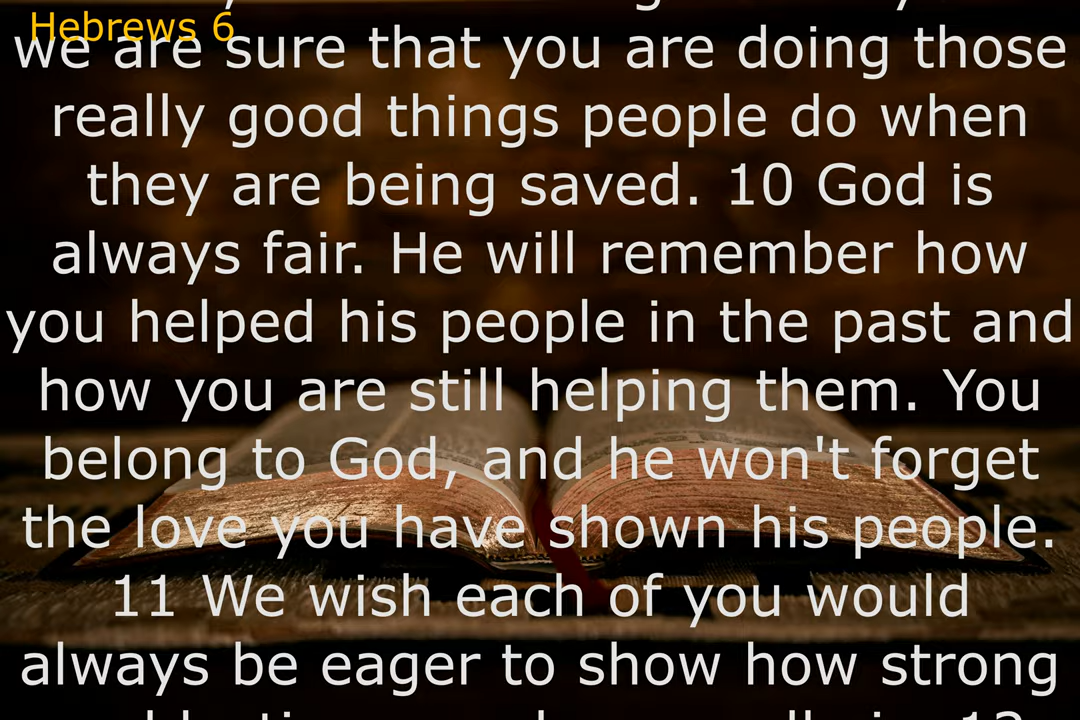 Hebrews 6
we are sure that you are doing those
really good things people do when
they are being saved. 10 God is
always fair. He will remember how
you helped his people in the past and
how you are still helping them. You
belong to God, and he won't forget
the love you have shown his people.
11 We wish each of you would
always be eager to show how strong